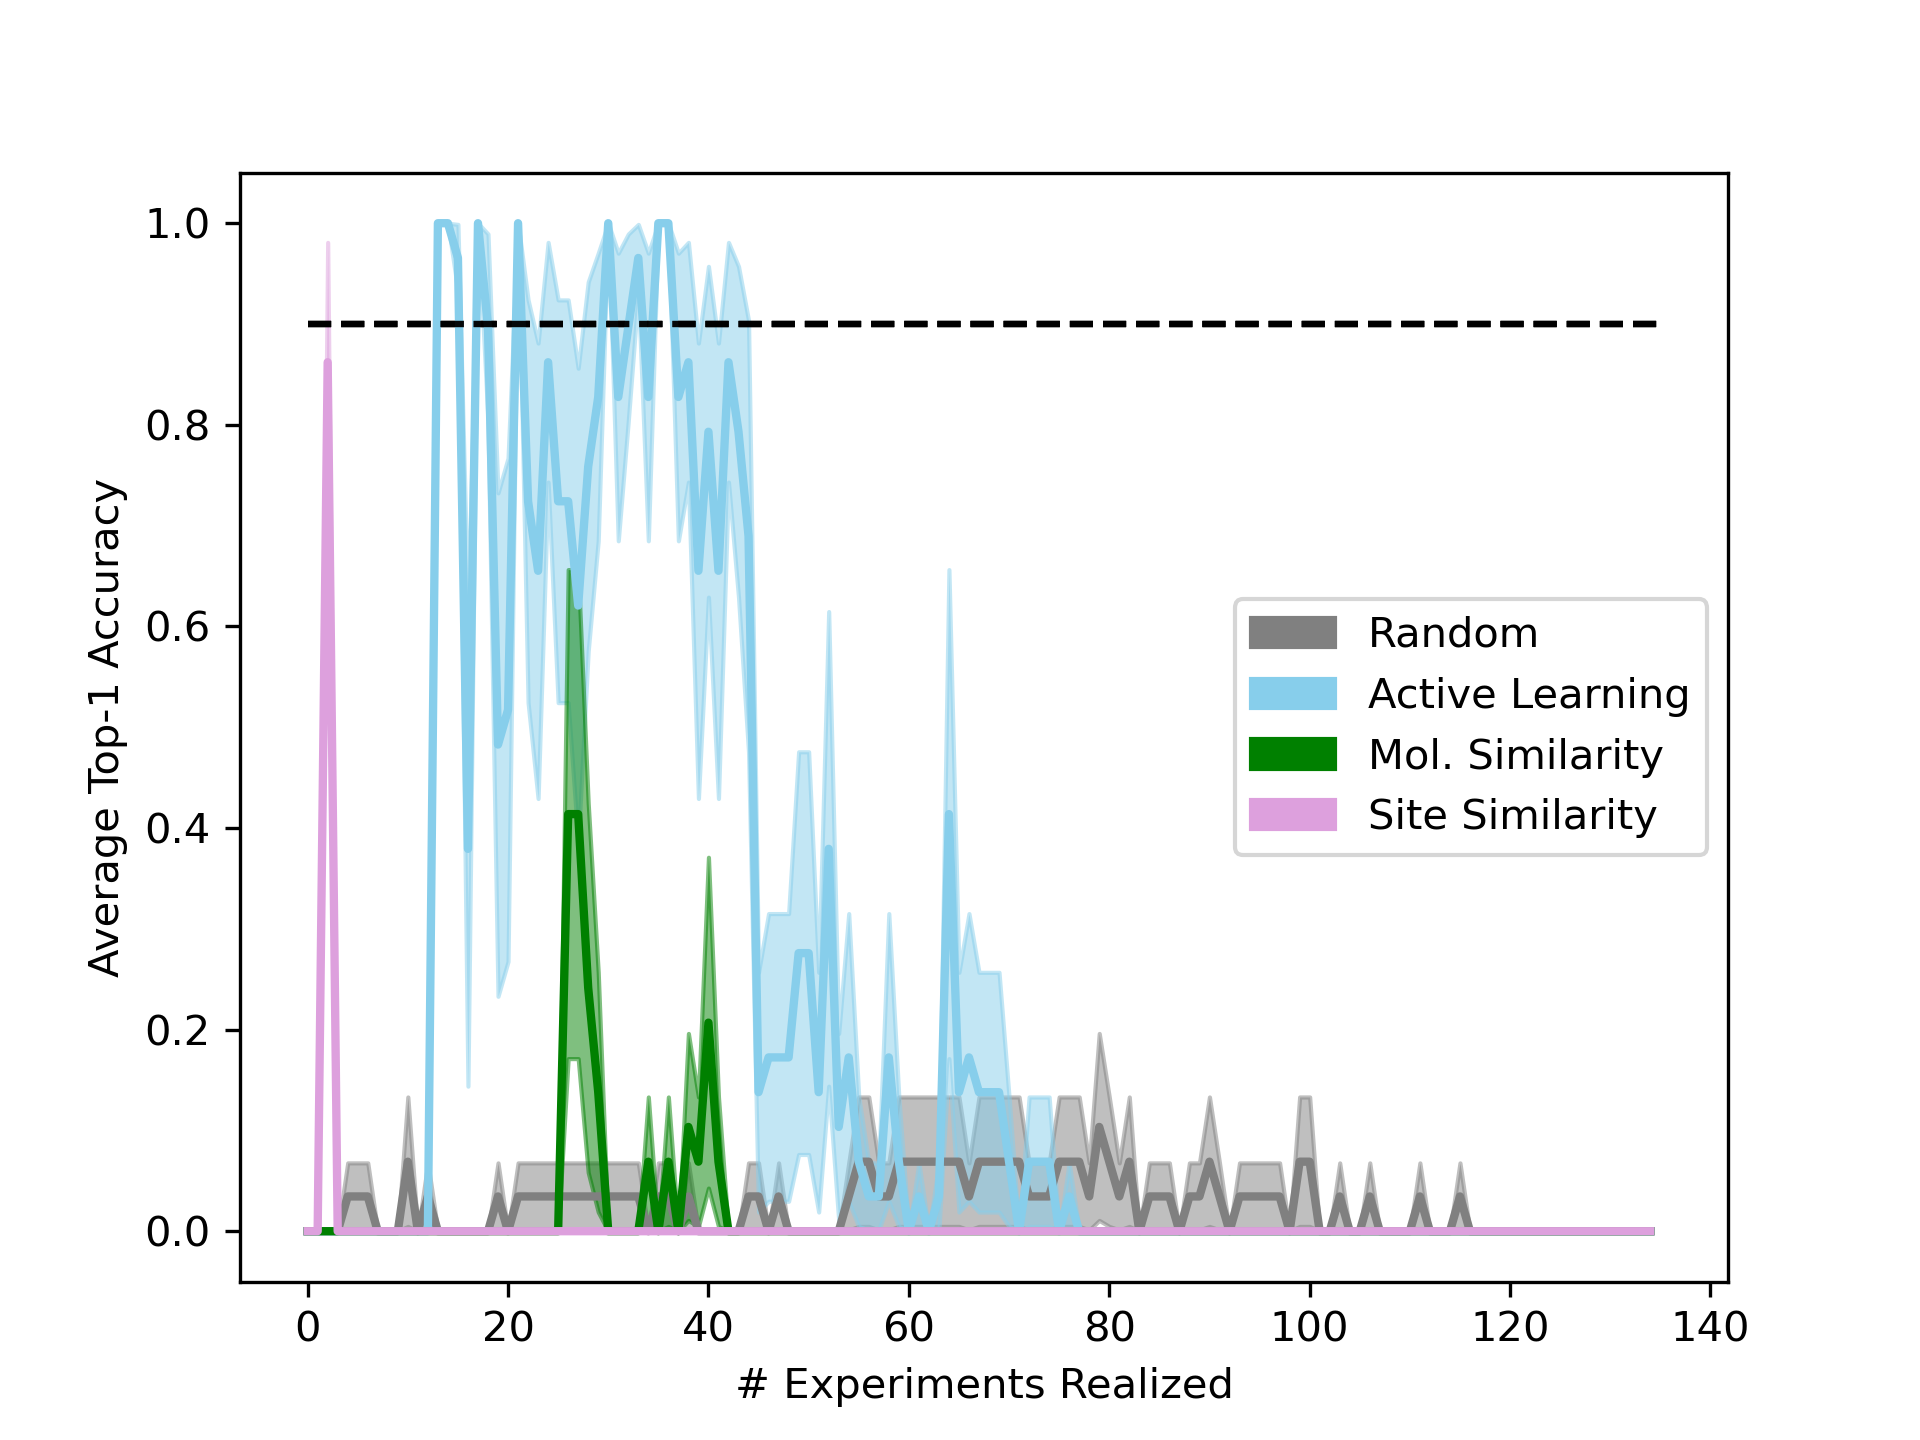 1.0
0.8
0.6
0.4
0.2
0.0
Average Top-1 Accuracy
Random
Active Learning
Mol. Similarity
Site Similarity
0 20 40 60 80 100 120 140
# Experiments Realized